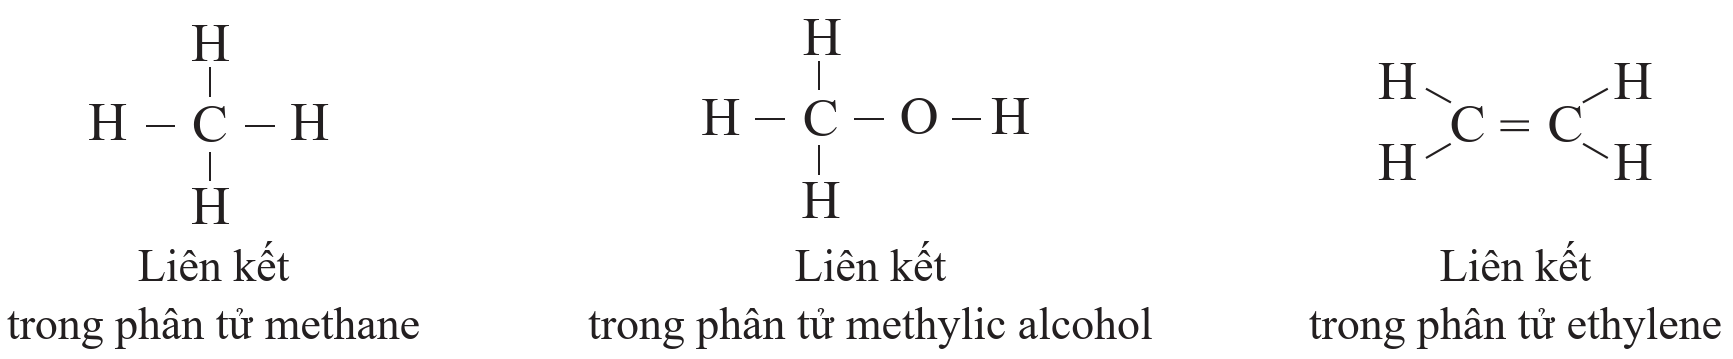 H
H – C – H
H
Liên kết
trong phân tử methane
H
H – C – O – H
H
Liên kết
trong phân tử methylic alcohol
H H
C = C
H H
Liên kết
trong phân tử ethylene